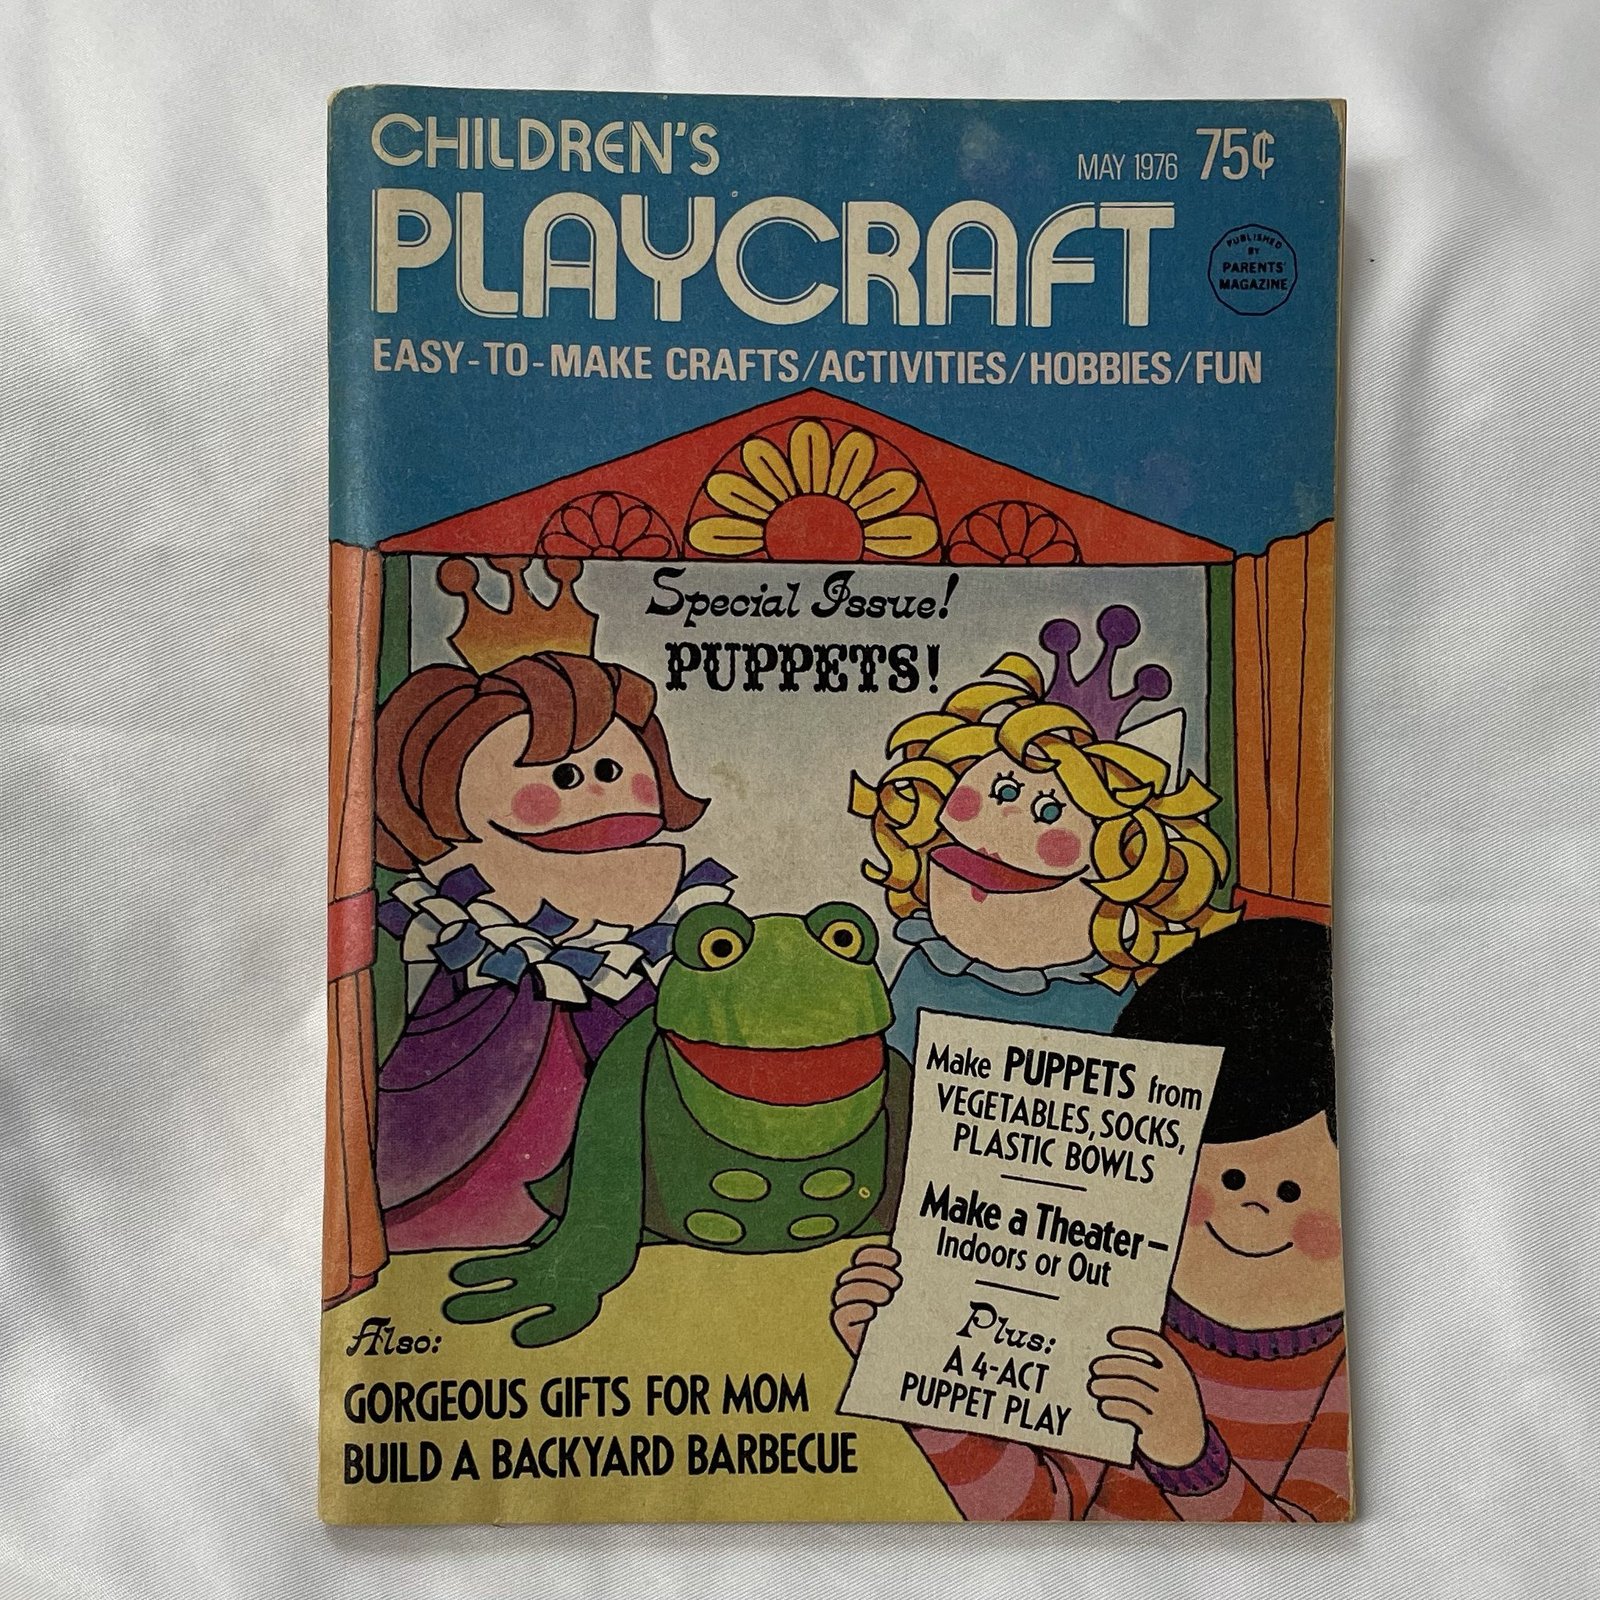 CHILDREN'S
MAY 1976 75¢
PLAYCRAFT
PUBLISHED
BY
PARENTS'
MAGAZINE
EASY-TO-MAKE CRAFTS/ACTIVITIES/HOBBIES/FUN
Special Issue!
PUPPETS!
Make PUPPETS from
VEGETABLES, SOCKS,
PLASTIC BOWLS
Make a Theater–
Indoors or Out
Plus:
A 4-ACT
PUPPET PLAY
Also:
GORGEOUS GIFTS FOR MOM
BUILD A BACKYARD BARBECUE